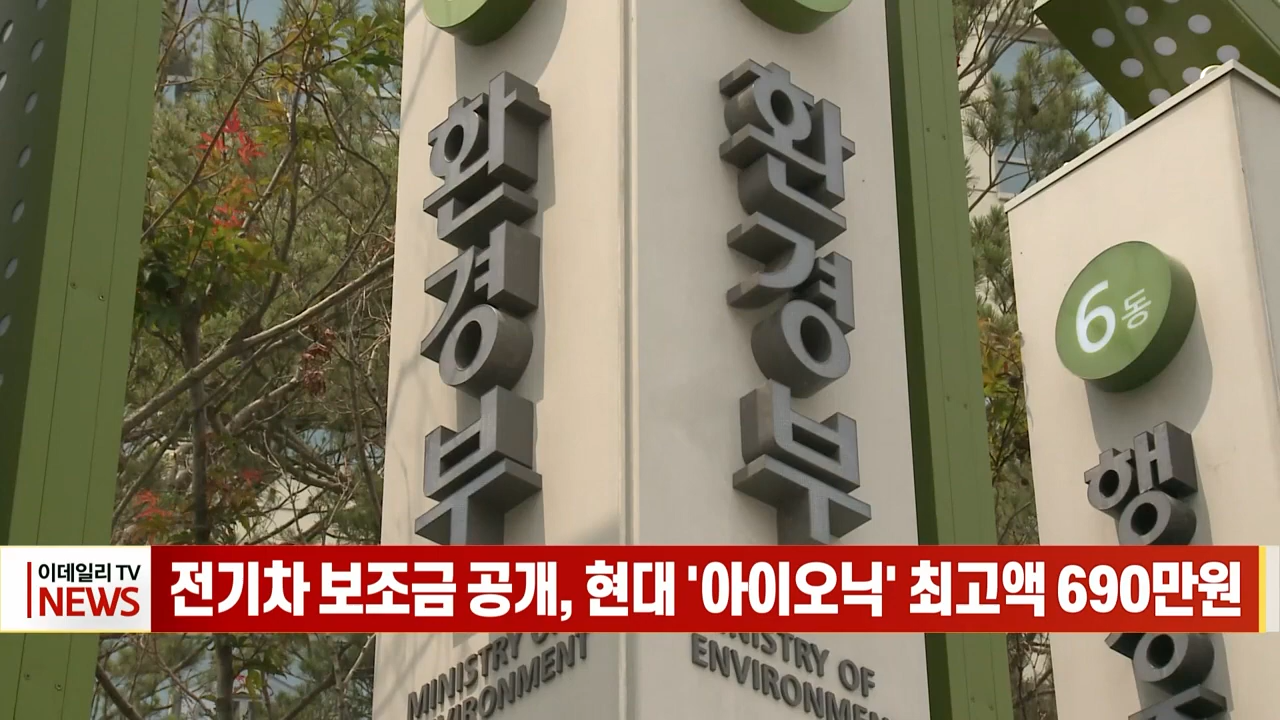 환경부
환경부
6동
행
이데일리 TV
NEWS
전기차 보조금 공개, 현대 '아이오닉' 최고액 690만원
MINISTRY OF
ENVIRONMENT
MINISTRY OF
ENVIRONMENT